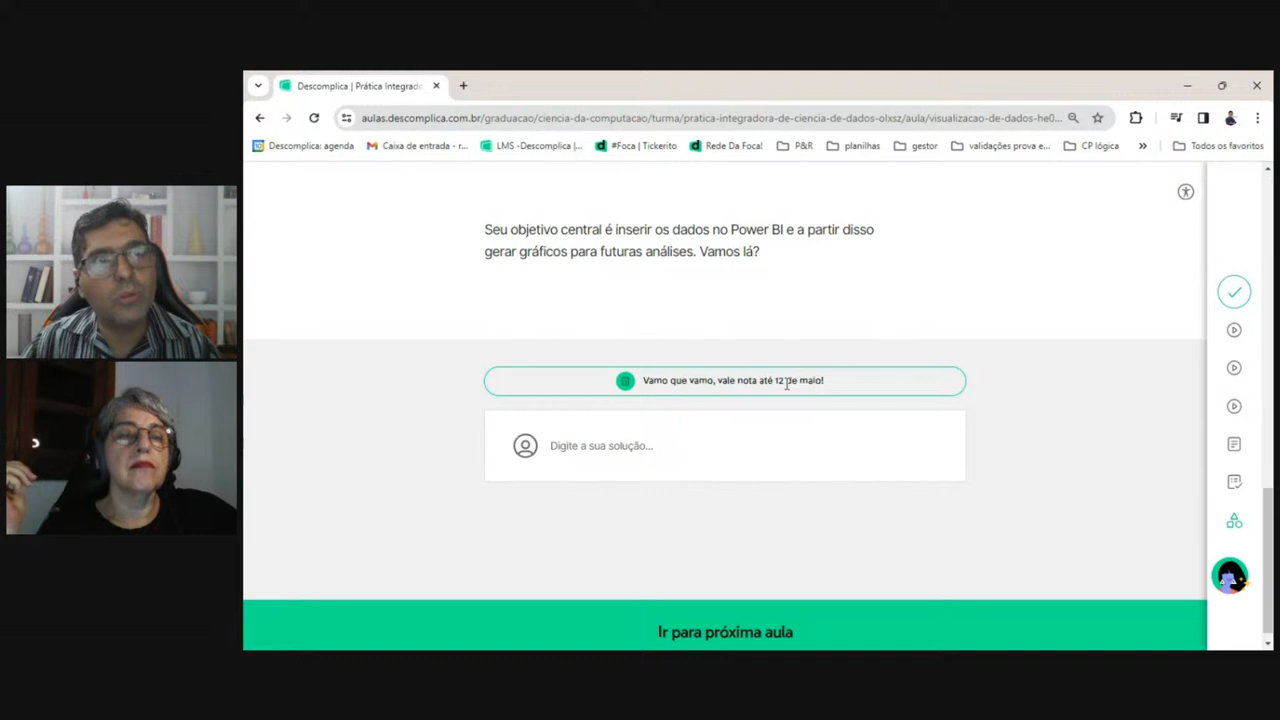 Descomplica | Prática Integrado
aulas.descomplica.com.br/graduacao/ciencia-da-computacao/turma/pratica-integradora-de-ciencia-de-dados-olxsz/aula/visualizacao-de-dados-he0...
Descomplica: agenda
Caixa de entrada - r...
LMS -Descomplica |...
#Foca | Tickerito
Rede Da Foca!
P&R
planilhas
gestor
validações prova e...
CP lógica
»
Todos os favoritos
Seu objetivo central é inserir os dados no Power BI e a partir disso
gerar gráficos para futuras análises. Vamos lá?
Vamo que vamo, vale nota até 12 de maio!
Digite a sua solução...
Ir para próxima aula